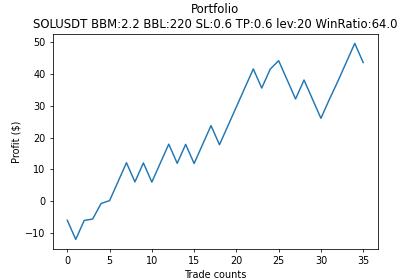 Portfolio
SOLUSDT BBM:2.2 BBL:220 SL:0.6 TP:0.6 lev:20 WinRatio:64.0
50
40
30
20
10
0
−10
Profit ($)
0 5 10 15 20 25 30 35
Trade counts